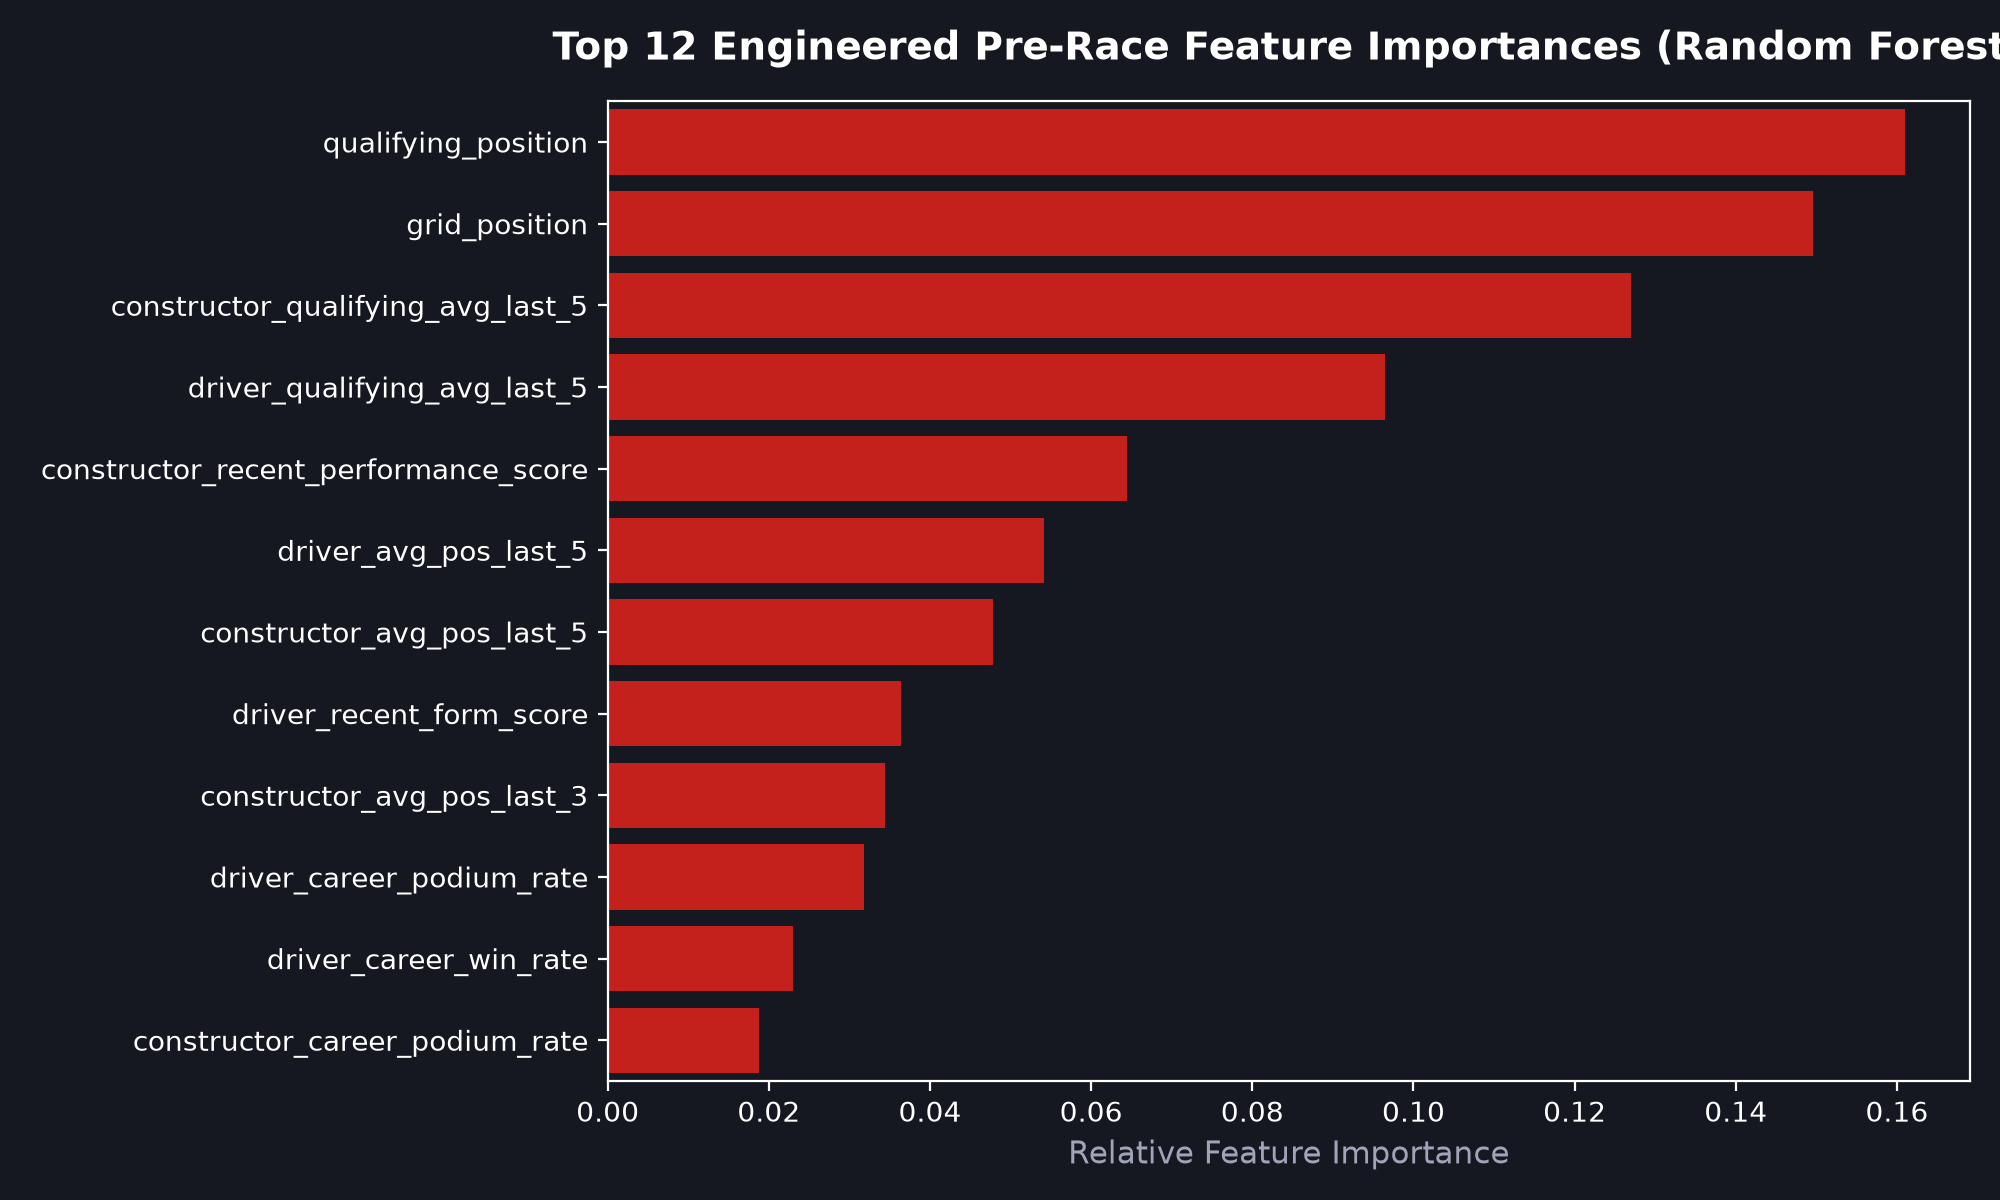 Top 12 Engineered Pre-Race Feature Importances (Random Forest
qualifying_position
grid_position
constructor_qualifying_avg_last_5
driver_qualifying_avg_last_5
constructor_recent_performance_score
driver_avg_pos_last_5
constructor_avg_pos_last_5
driver_recent_form_score
constructor_avg_pos_last_3
driver_career_podium_rate
driver_career_win_rate
constructor_career_podium_rate
0.00 0.02 0.04 0.06 0.08 0.10 0.12 0.14 0.16
Relative Feature Importance